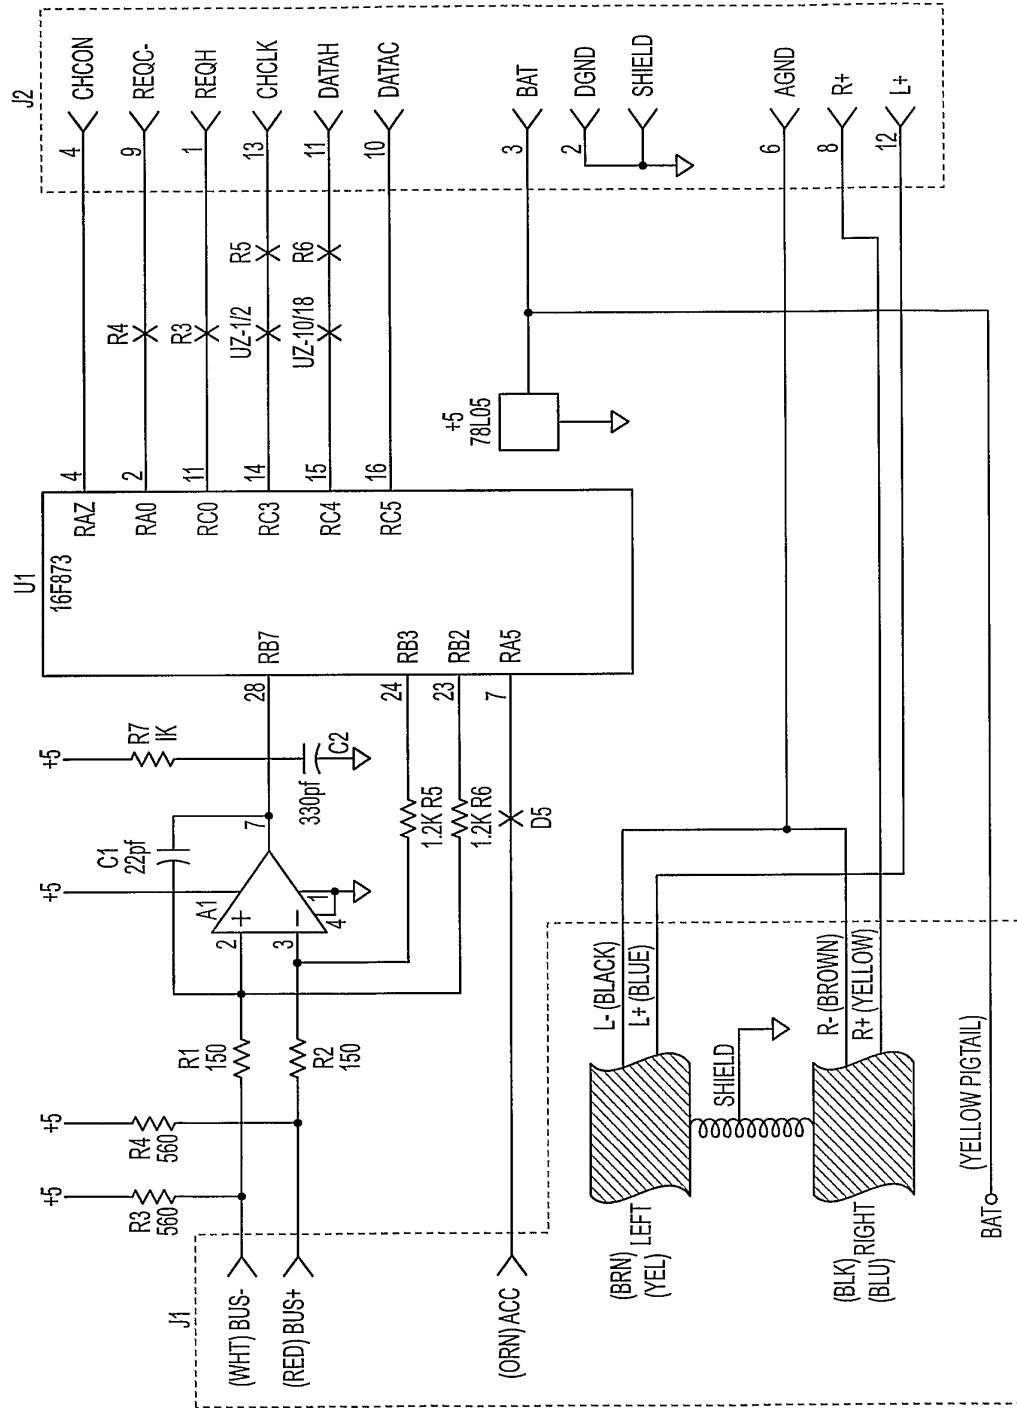 J2
4 CHCON
9 REQC-
1 REQH
13 CHCLK
11 DATAH
10 DATAC
3 BAT
2 DGND
SHIELD
6 AGND
8 R+
12 L+
R4
R3
UZ-1/2 R5
UZ-10/18 R6
+5
78L05
U1
16F873
RAZ 4
RA0 2
RC0 11
RC3 14
RC4 15
RC5 16
28 RB7
24 RB3
23 RB2
7 RA5
+5
R7
1K
330pf
C2
C1
22pf
+5
A1
2 +
3 −
7
1
4
1.2K R5
1.2K R6
D5
R1
150
R2
150
+5
R4
560
+5
R3
560
J1
(WHT) BUS-
(RED) BUS+
(ORN) ACC
L- (BLACK)
L+ (BLUE)
(BRN)
(YEL)
LEFT
SHIELD
R- (BROWN)
R+ (YELLOW)
(BLK)
(BLU)
RIGHT
(YELLOW PIGTAIL)
BAT